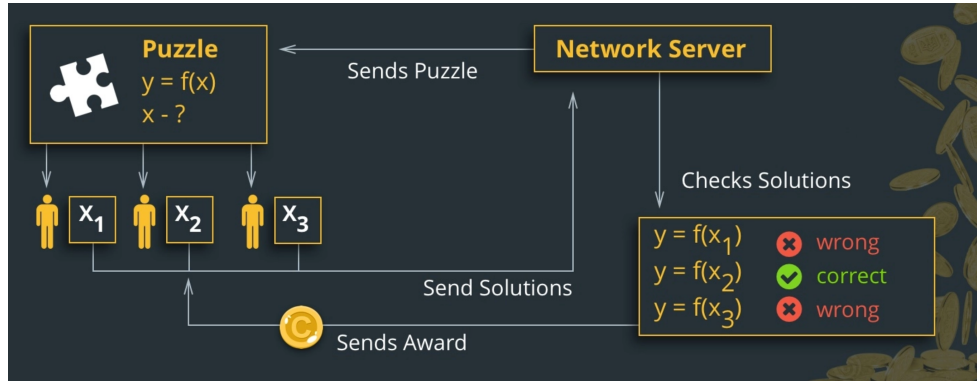 Puzzle
y = f(x)
x - ?
Network Server
Sends Puzzle
X₁
X₂
X₃
Send Solutions
Checks Solutions
y = f(x₁) wrong
y = f(x₂) correct
y = f(x₃) wrong
C
Sends Award